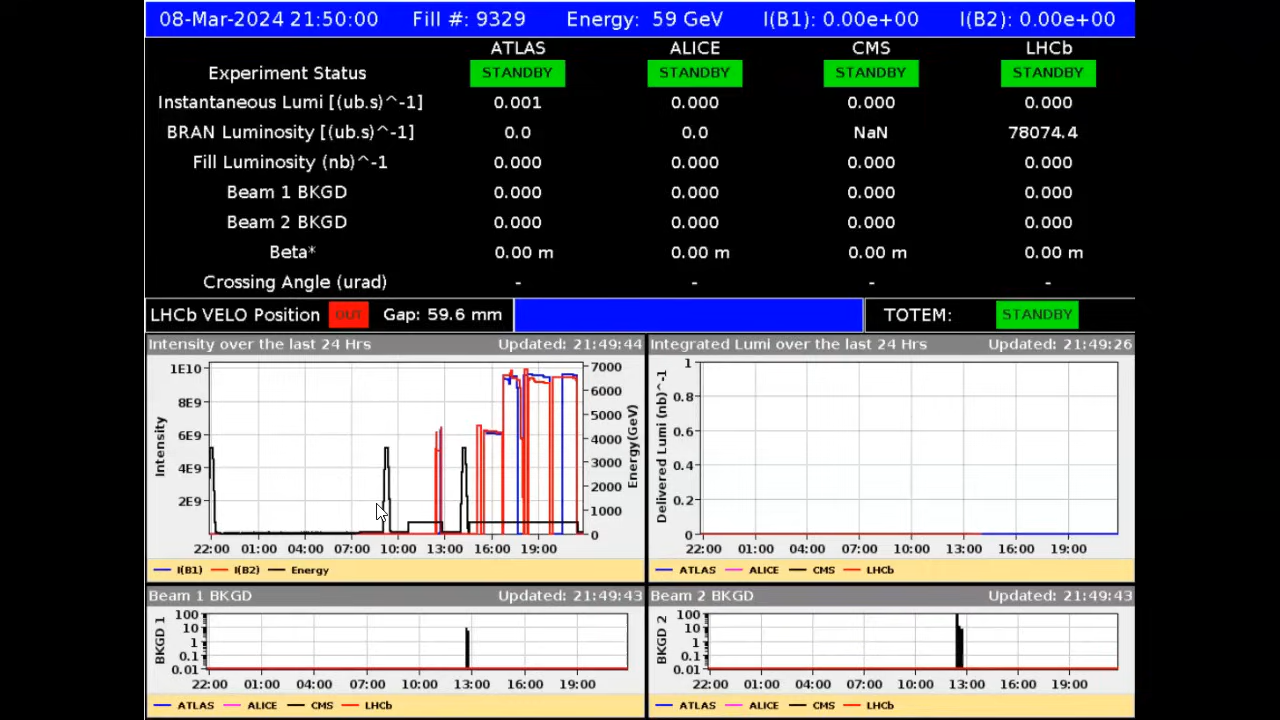 08-Mar-2024 21:50:00 Fill #: 9329 Energy: 59 GeV I(B1): 0.00e+00 I(B2): 0.00e+00
ATLAS ALICE CMS LHCb
Experiment Status STANDBY STANDBY STANDBY STANDBY
Instantaneous Lumi [(ub.s)^-1] 0.001 0.000 0.000 0.000
BRAN Luminosity [(ub.s)^-1] 0.0 0.0 NaN 78074.4
Fill Luminosity (nb)^-1 0.000 0.000 0.000 0.000
Beam 1 BKGD 0.000 0.000 0.000 0.000
Beam 2 BKGD 0.000 0.000 0.000 0.000
Beta* 0.00 m 0.00 m 0.00 m 0.00 m
Crossing Angle (urad) - - - -
LHCb VELO Position OUT Gap: 59.6 mm TOTEM: STANDBY
Intensity over the last 24 Hrs Updated: 21:49:44
1E10
8E9
6E9
4E9
2E9
Intensity
7000
6000
5000
4000
3000
2000
1000
0
Energy(GeV)
22:00 01:00 04:00 07:00 10:00 13:00 16:00 19:00
I(B1) I(B2) Energy
Integrated Lumi over the last 24 Hrs Updated: 21:49:26
1
0.8
0.6
0.4
0.2
0
Delivered Lumi (nb)^-1
22:00 01:00 04:00 07:00 10:00 13:00 16:00 19:00
ATLAS ALICE CMS LHCb
Beam 1 BKGD Updated: 21:49:43
100
10
1
0.1
0.01
BKGD 1
22:00 01:00 04:00 07:00 10:00 13:00 16:00 19:00
ATLAS ALICE CMS LHCb
Beam 2 BKGD Updated: 21:49:43
100
10
1
0.1
0.01
BKGD 2
22:00 01:00 04:00 07:00 10:00 13:00 16:00 19:00
ATLAS ALICE CMS LHCb